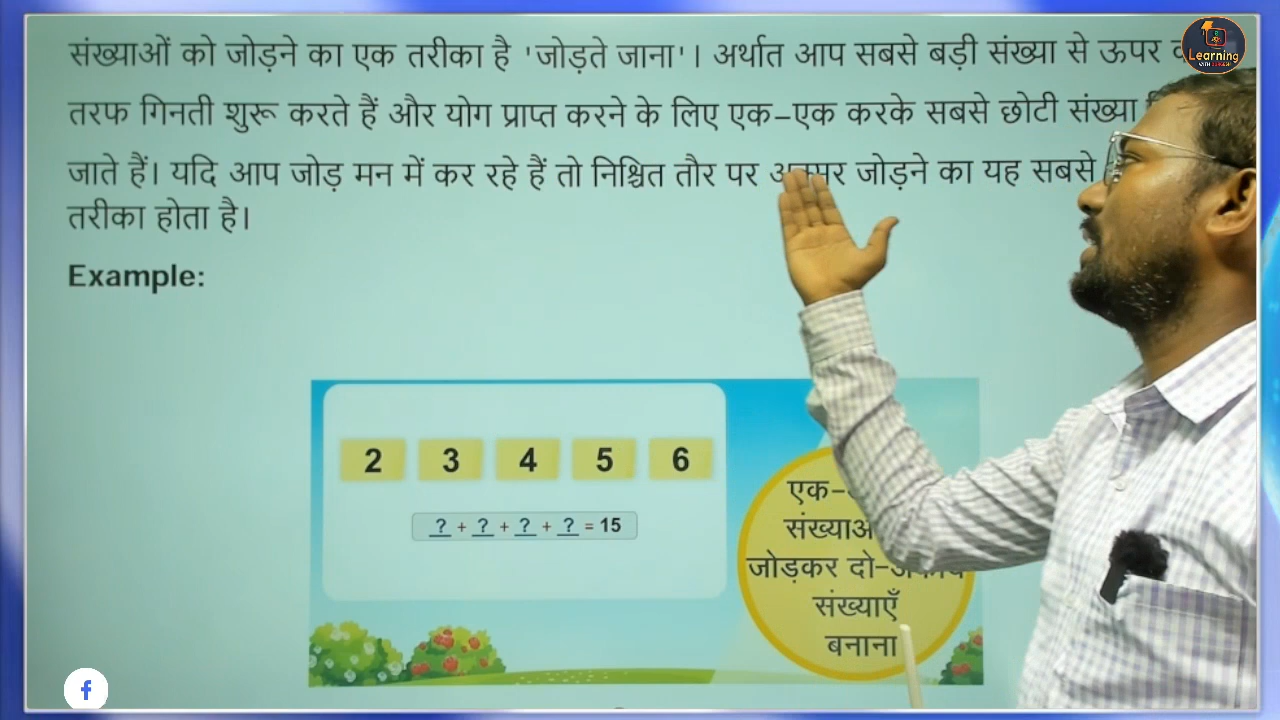 संख्याओं को जोड़ने का एक तरीका है 'जोड़ते जाना'। अर्थात आप सबसे बड़ी संख्या से ऊपर
तरफ गिनती शुरू करते हैं और योग प्राप्त करने के लिए एक-एक करके सबसे छोटी संख्या
जाते हैं। यदि आप जोड़ मन में कर रहे हैं तो निश्चित तौर पर जोड़ने का यह सबसे
तरीका होता है।
Example:
2 3 4 5 6
? + ? + ? + ? = 15
एक-
जोड़कर दो-
संख्याएँ
बनाना
Learning
f